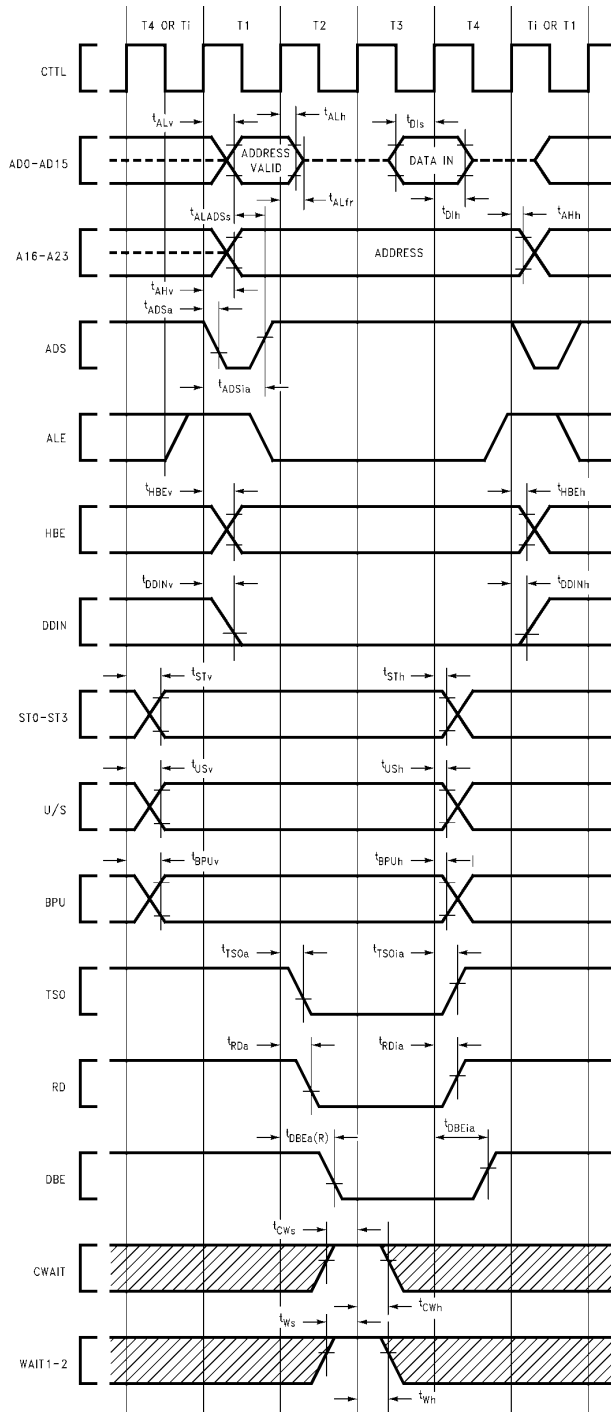 T4 OR Ti T1 T2 T3 T4 Ti OR T1
CTTL
tALv tALh tDIs
AD0-AD15 ADDRESS VALID DATA IN
tALADSs tALfr tDIh tAHh
A16-A23 ADDRESS
tAHv
tADSa
ADS
tADSia
ALE
tHBEv tHBEh
HBE
tDDINv tDDINh
DDIN
tSTv tSTh
ST0-ST3
tUSv tUSh
U/S
tBPUv tBPUh
BPU
tTSOa tTSOia
TSO
tRDa tRDia
RD
tDBEa(R) tDBEia
DBE
tCWs
CWAIT
tCWh
tWs
WAIT1-2
tWh